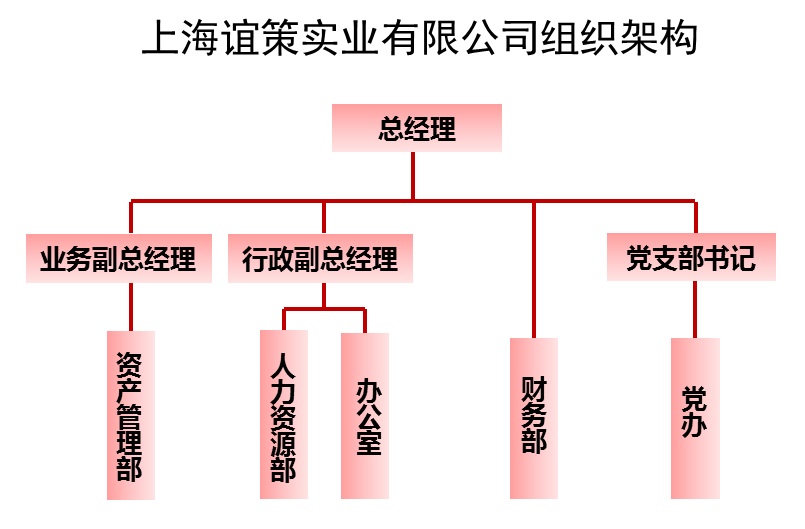 上海谊策实业有限公司组织架构
总经理
业务副总经理
行政副总经理
党支部书记
资产管理部
人力资源部
办公室
财务部
党办